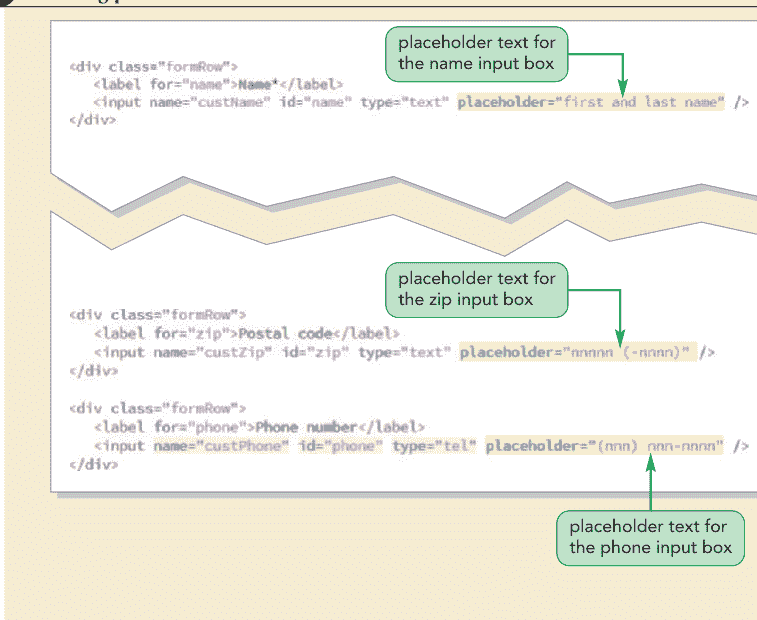 placeholder text for
the name input box
<div class="formRow">
<label for="name">Name*</label>
<input name="custName" id="name" type="text" placeholder="first and last name" />
</div>
placeholder text for
the zip input box
<div class="formRow">
<label for="zip">Postal code</label>
<input name="custZip" id="zip" type="text" placeholder="nnnnn (-nnnn)" />
</div>
<div class="formRow">
<label for="phone">Phone number</label>
<input name="custPhone" id="phone" type="tel" placeholder="(nnn) nnn-nnnn" />
</div>
placeholder text for
the phone input box